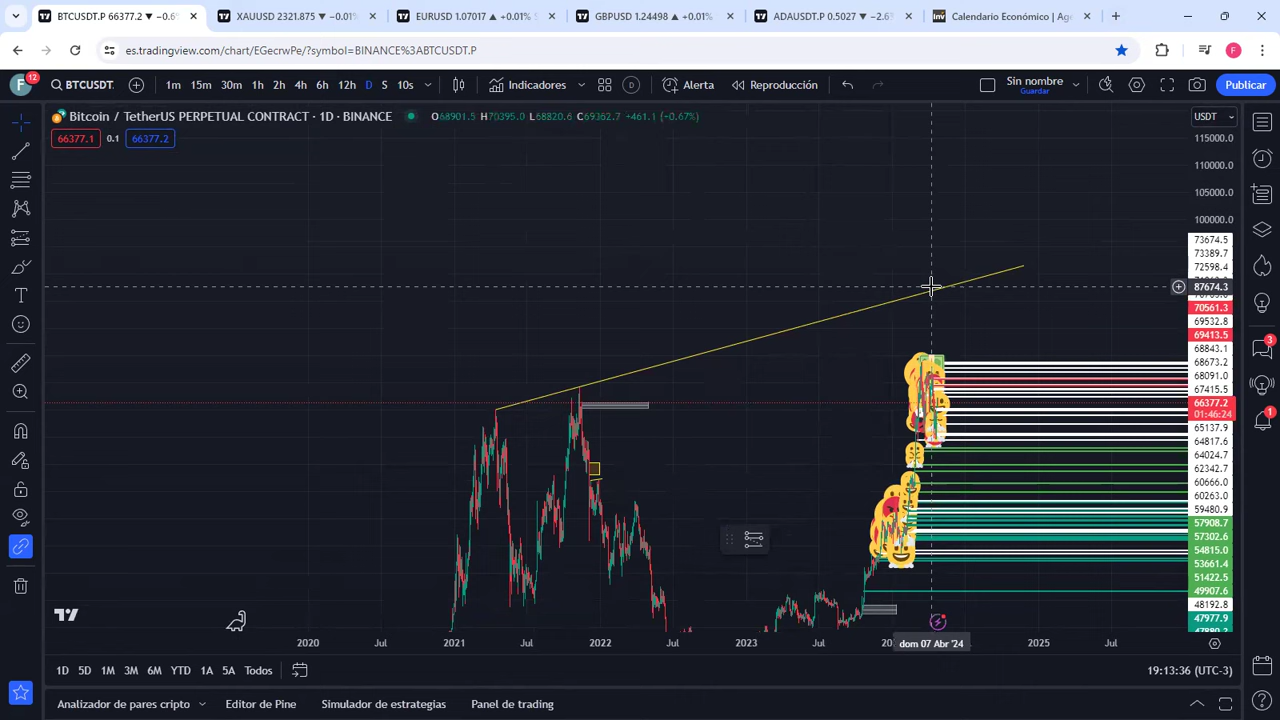 BTCUSDT.P 66377.2 ▼ −0.6
XAUUSD 2321.875 ▼ −0.01%
EURUSD 1.07017 ▲ +0.01%
GBPUSD 1.24498 ▲ +0.01%
ADAUSDT.P 0.5027 ▼ −2.6
Inv Calendario Económico | Ag
es.tradingview.com/chart/EGecrwPe/?symbol=BINANCE%3ABTCUSDT.P
F
F 12 BTCUSDT 1m 15m 30m 1h 2h 4h 6h 12h D S 10s Indicadores D Alerta Reproducción Sin nombre Publicar
Guardar
Bitcoin / TetherUS PERPETUAL CONTRACT · 1D · BINANCE O68901.5 H70395.0 L68820.6 C69362.7 +461.1 (−0.67%) USDT
66377.1 0.1 66377.2
115000.0
110000.0
105000.0
100000.0
73674.5
73389.7
72598.4
87674.3
70561.3
69532.8
69413.5
68843.1
68673.2
68091.0
67415.5
66377.2
01:46:24
65137.9
64817.6
64024.7
62342.7
60666.0
60263.0
59480.9
57908.7
57302.6
54815.0
53661.4
51422.5
49907.6
48192.8
47977.9
3
1
2020 Jul 2021 Jul 2022 Jul 2023 Jul dom 07 Abr '24 2025 Jul
1D 5D 1M 3M 6M YTD 1A 5A Todos 19:13:36 (UTC-3)
Analizador de pares cripto Editor de Pine Simulador de estrategias Panel de trading